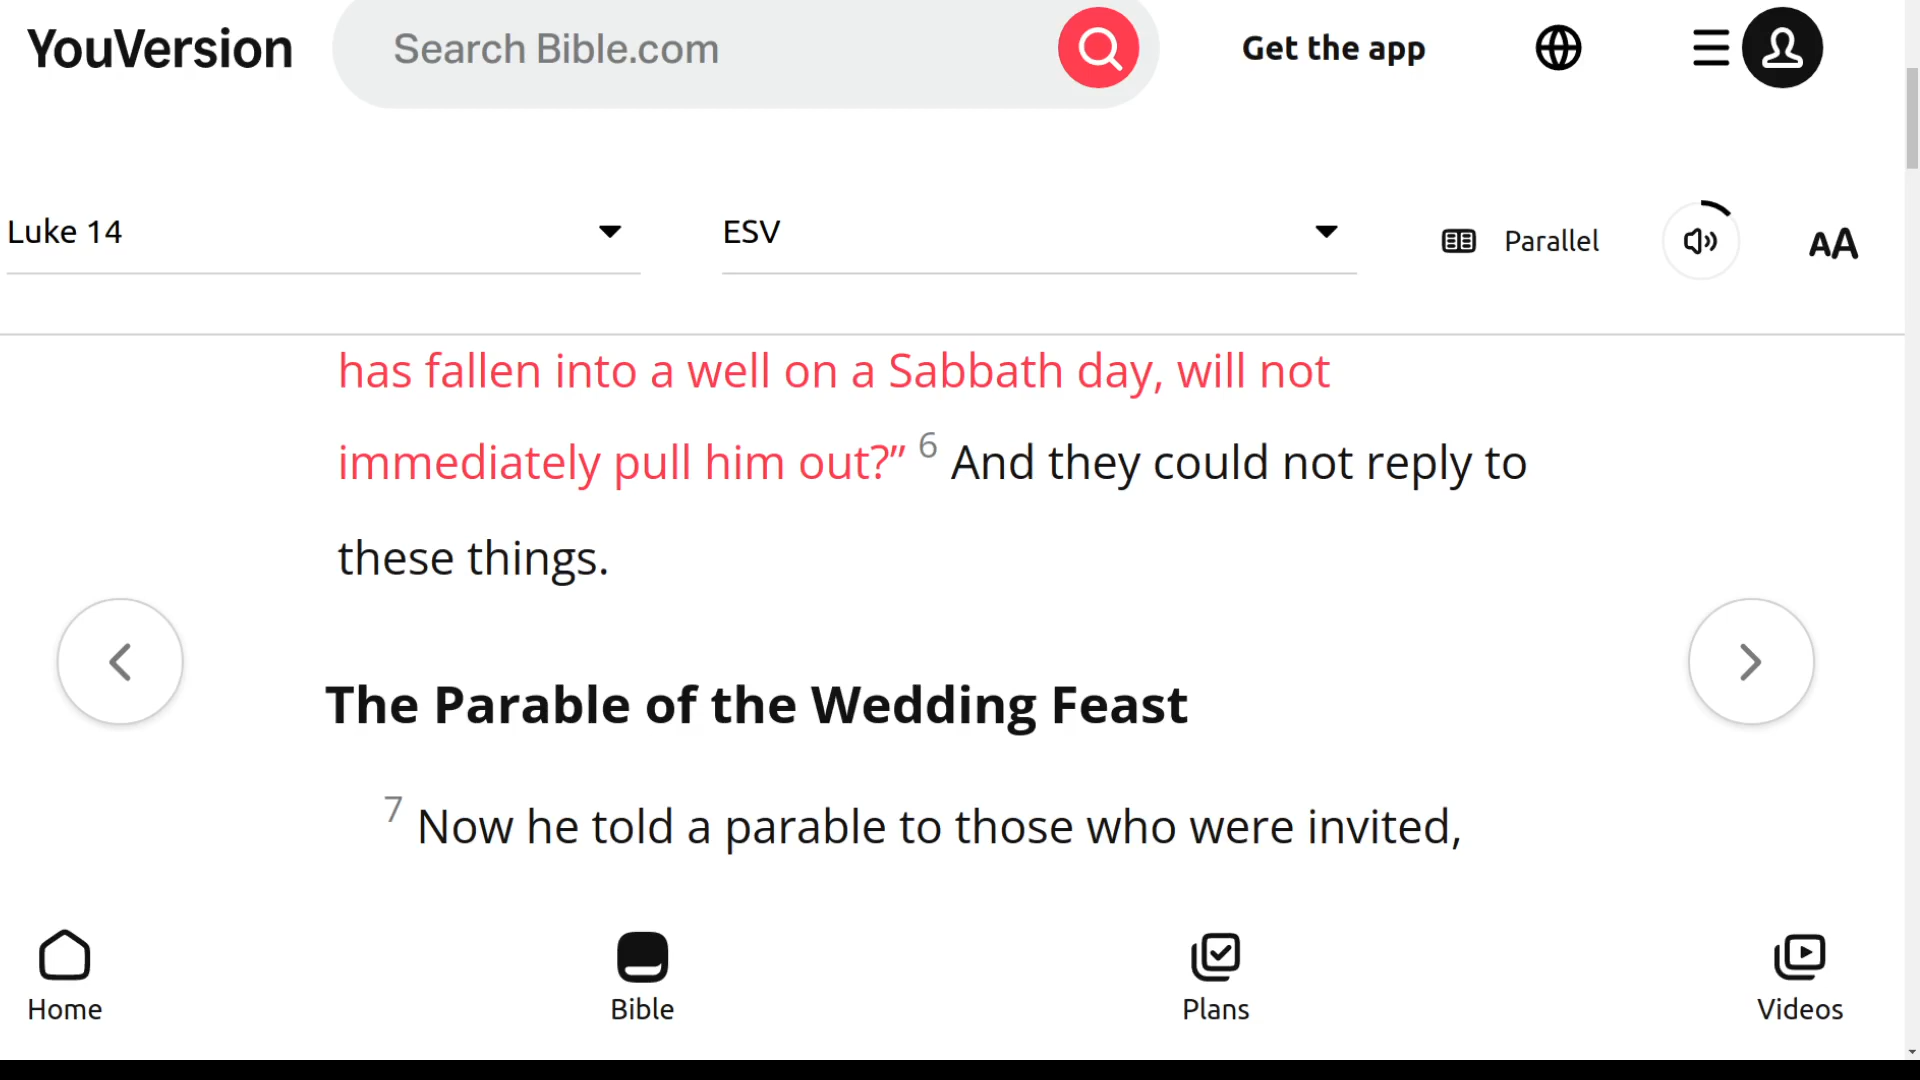 YouVersion Search Bible.com Get the app
Luke 14 ESV Parallel AA
has fallen into a well on a Sabbath day, will not
immediately pull him out?” 6 And they could not reply to
these things.
The Parable of the Wedding Feast
7 Now he told a parable to those who were invited,
Home Bible Plans Videos